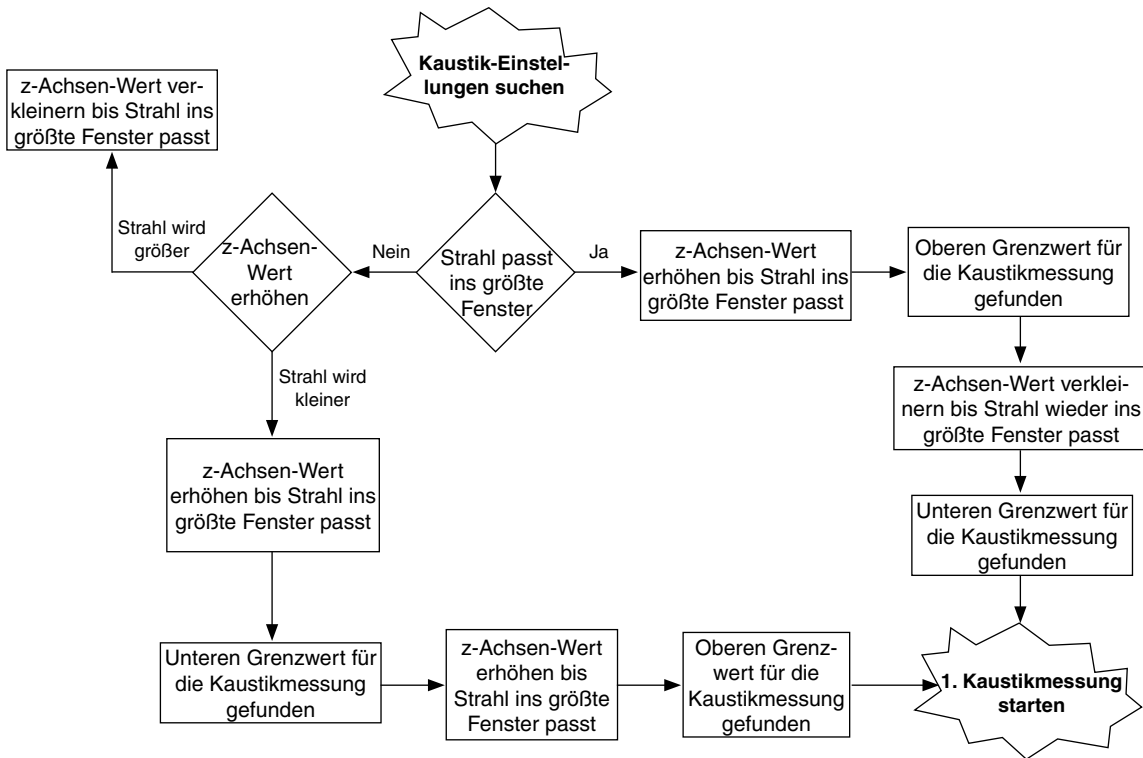 Kaustik-Einstel-
lungen suchen
z-Achsen-Wert ver-
kleinern bis Strahl ins
größte Fenster passt
Strahl wird
größer
z-Achsen-
Wert
erhöhen
Nein
Strahl passt
ins größte
Fenster
Ja
z-Achsen-Wert
erhöhen bis Strahl ins
größte Fenster passt
Oberen Grenzwert für
die Kaustikmessung
gefunden
Strahl wird
kleiner
z-Achsen-Wert verklei-
nern bis Strahl wieder ins
größte Fenster passt
z-Achsen-Wert
erhöhen bis Strahl ins
größte Fenster passt
Unteren Grenzwert für
die Kaustikmessung
gefunden
Unteren Grenzwert für
die Kaustikmessung
gefunden
z-Achsen-Wert
erhöhen bis
Strahl ins größte
Fenster passt
Oberen Grenz-
wert für die
Kaustikmessung
gefunden
1. Kaustikmessung
starten